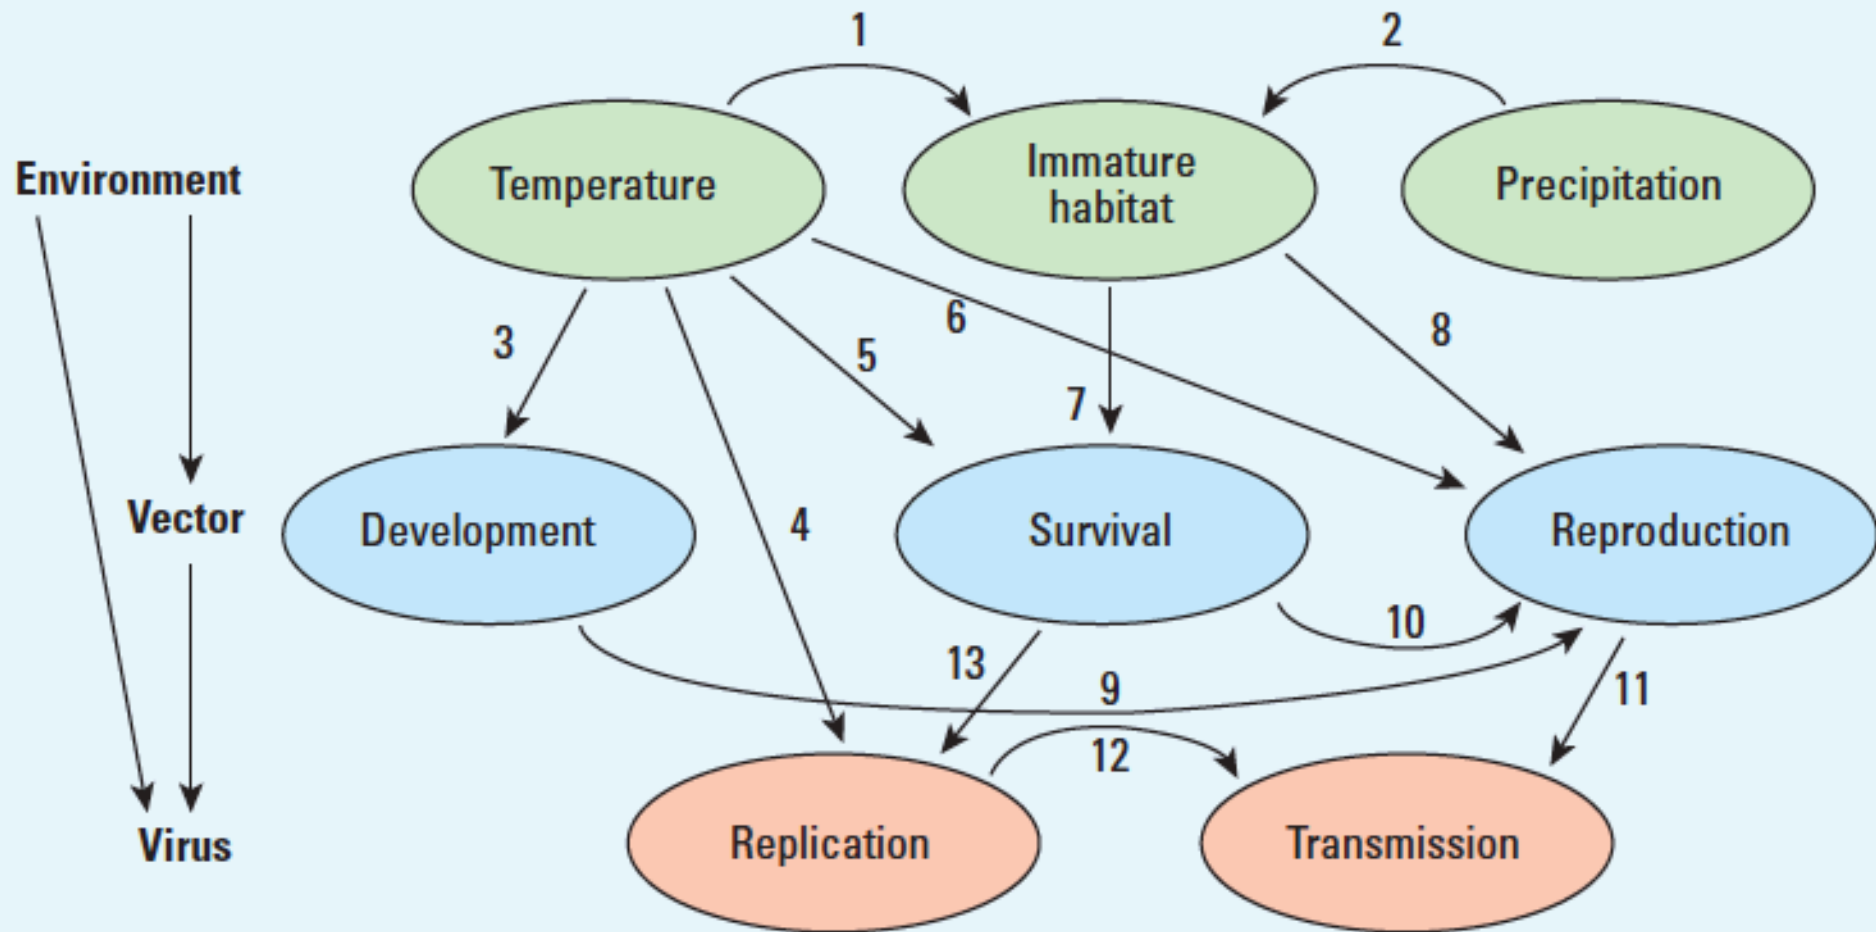 1
2
Environment
Temperature
Immature
habitat
Precipitation
3
5
6
7
8
Vector
Development
4
Survival
Reproduction
13
9
10
11
12
Virus
Replication
Transmission